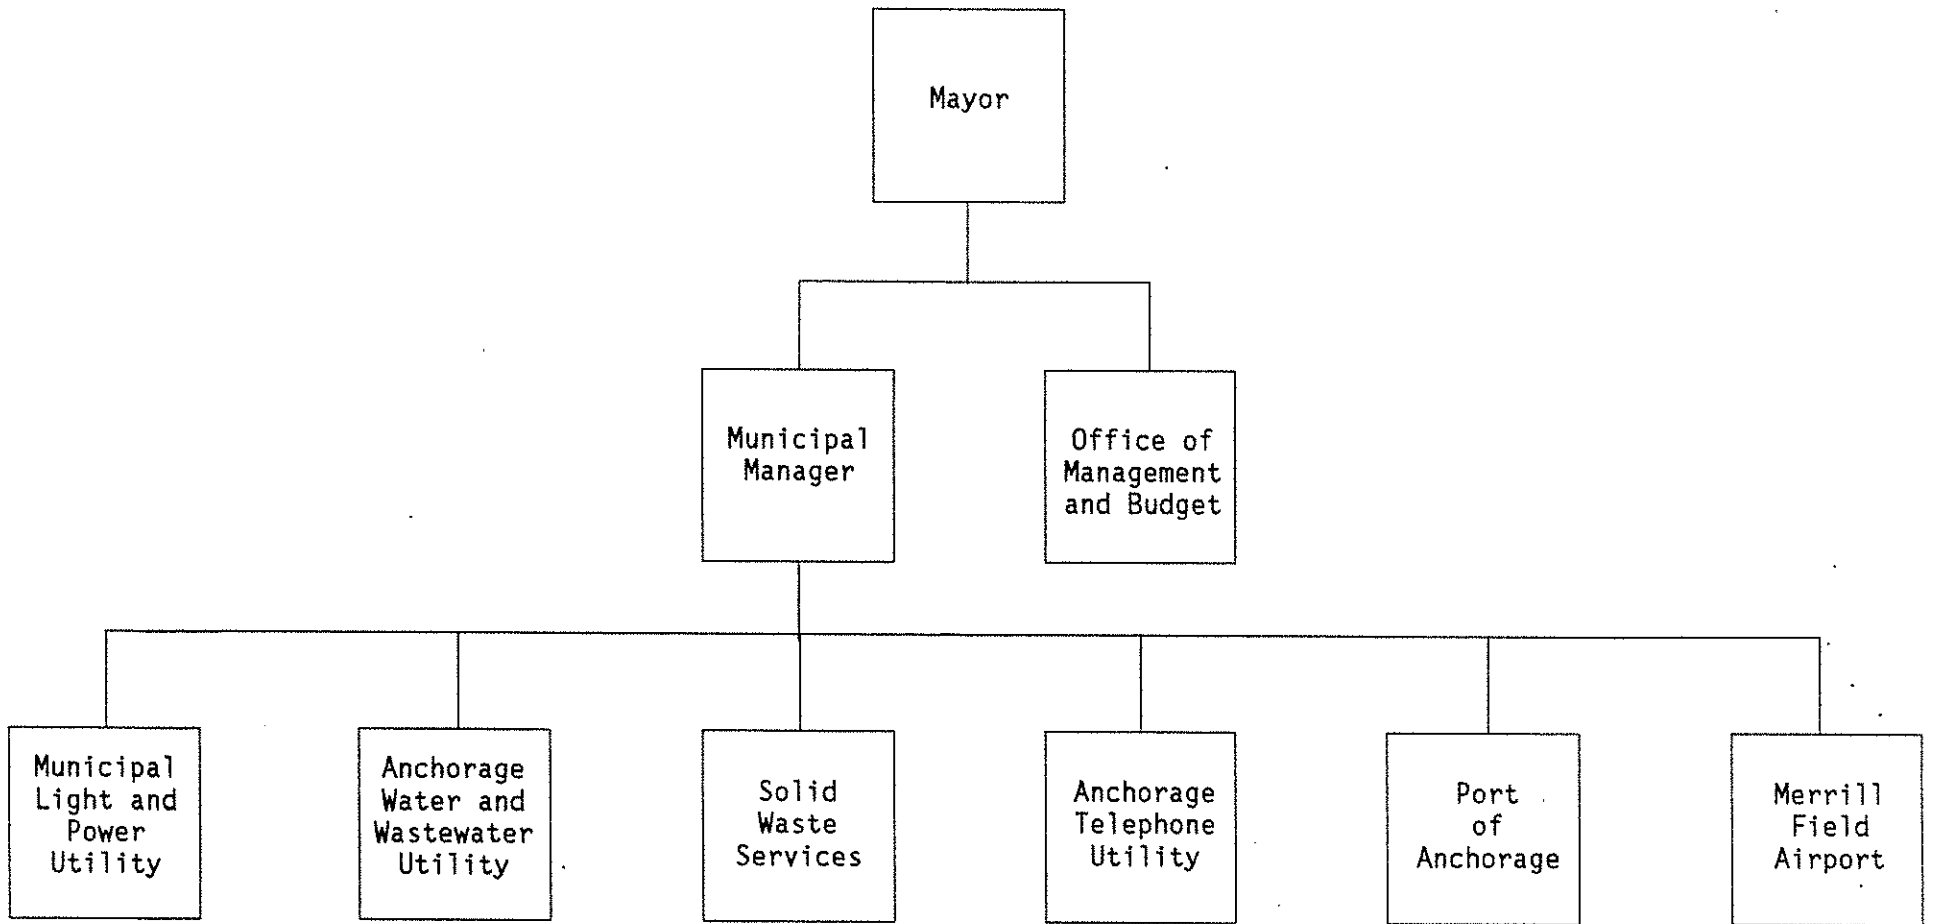 Mayor
Municipal
Manager
Office of
Management
and Budget
Municipal
Light and
Power
Utility
Anchorage
Water and
Wastewater
Utility
Solid
Waste
Services
Anchorage
Telephone
Utility
Port
of
Anchorage
Merrill
Field
Airport